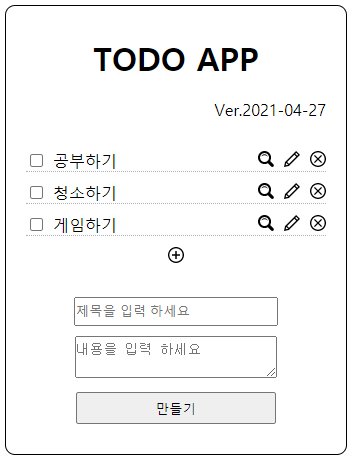 TODO APP
Ver.2021-04-27
공부하기
청소하기
게임하기
제목을 입력 하세요
내용을 입력 하세요
만들기